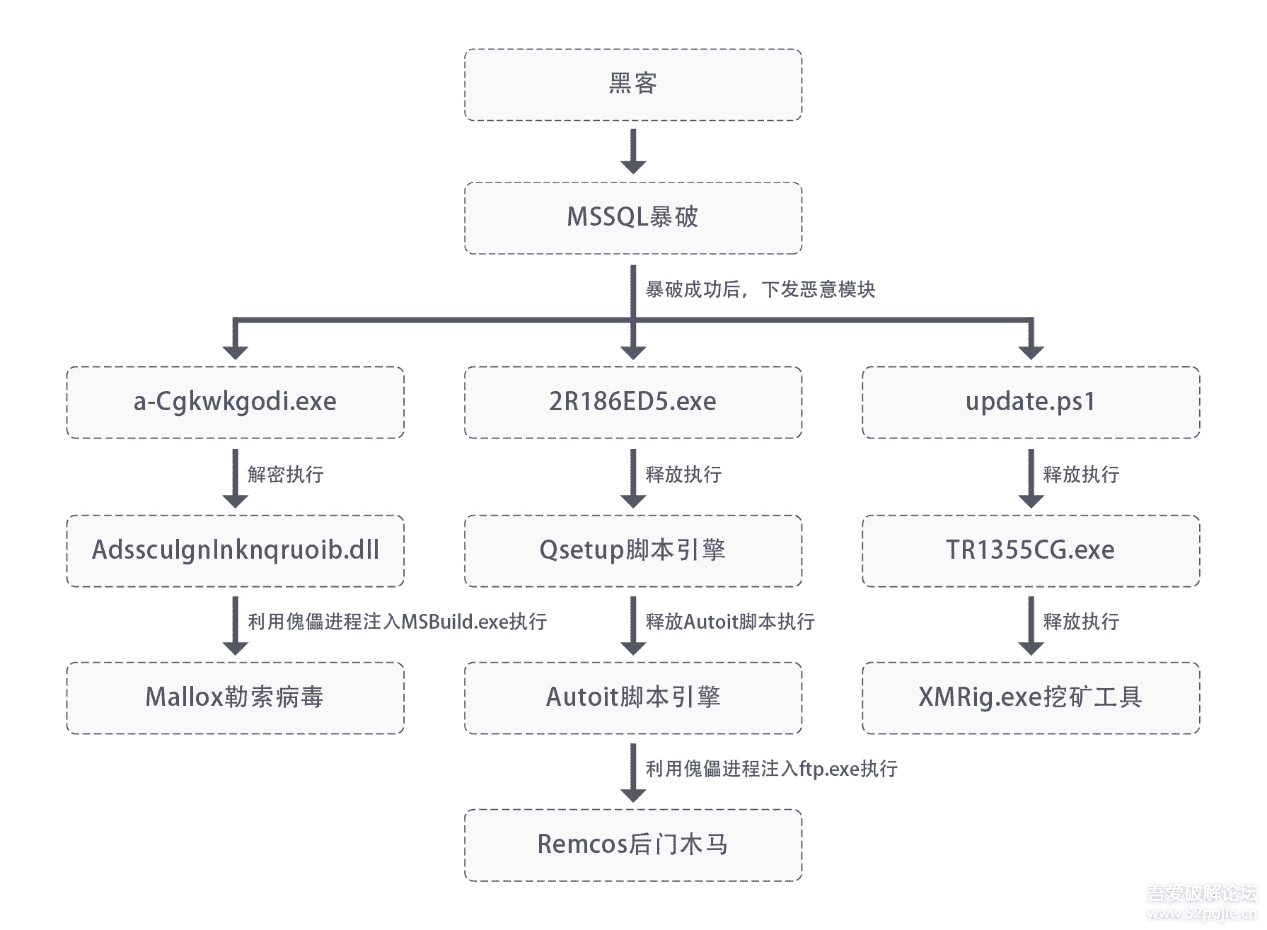 黑客
MSSQL暴破
暴破成功后，下发恶意模块
a-Cgkwkgodi.exe
2R186ED5.exe
update.ps1
解密执行
释放执行
释放执行
Adssculgnlnknqruoib.dll
Qsetup脚本引擎
TR1355CG.exe
利用傀儡进程注入MSBuild.exe执行
释放Autoit脚本执行
释放执行
Mallox勒索病毒
Autoit脚本引擎
XMRig.exe挖矿工具
利用傀儡进程注入ftp.exe执行
Remcos后门木马
吾爱破解论坛
www.52pojie.cn